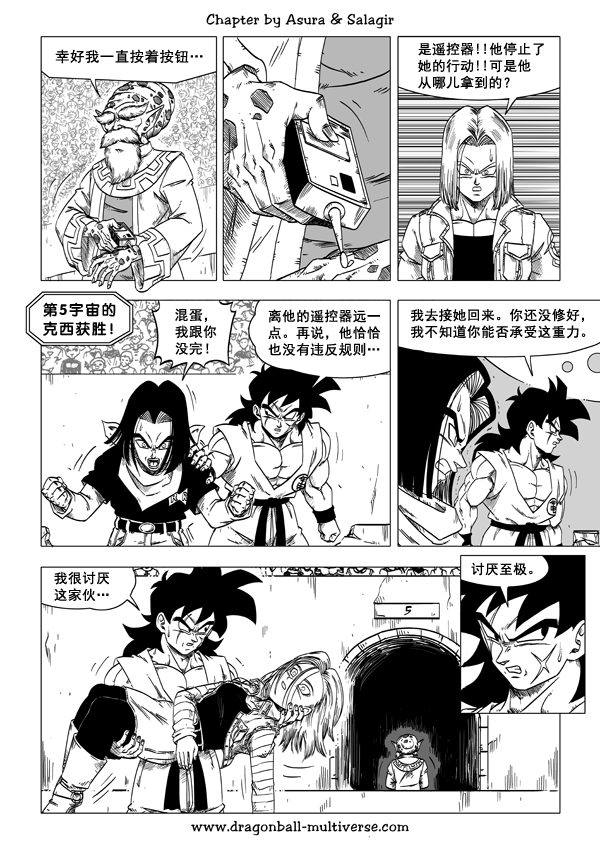 Chapter by Asura & Salagir
幸好我一直按着按钮…
是遥控器!!他停止了
她的行动!!可是他
从哪儿拿到的?
第5宇宙的
克西获胜!
混蛋,
我跟你
没完!
离他的遥控器远一
点。再说,他恰恰
也没有违反规则…
我去接她回来。你还没修好,
我不知道你能否承受这重力。
我很讨厌
这家伙…
5
讨厌至极。
www.dragonball-multiverse.com